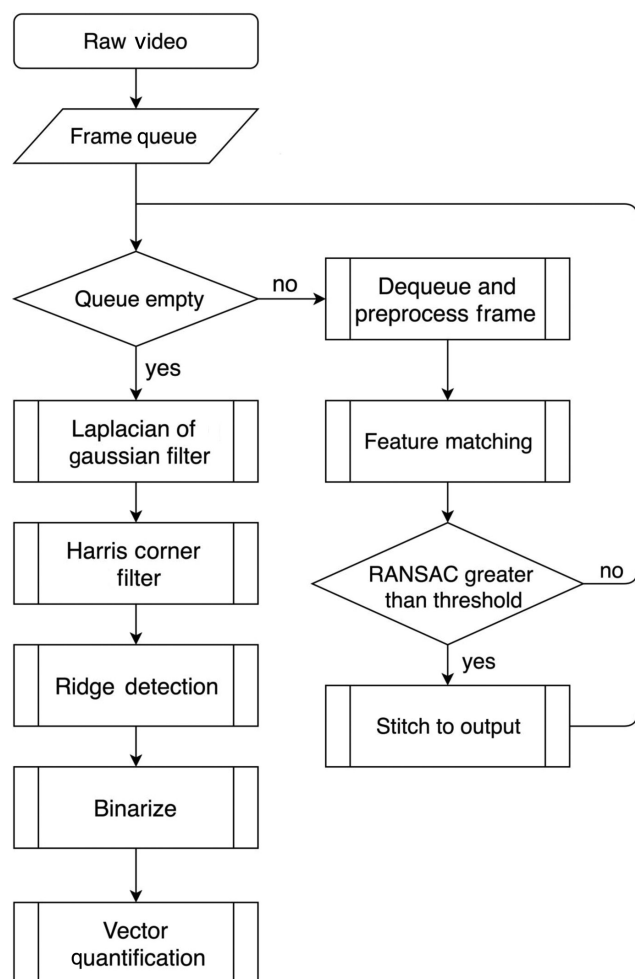 Raw video
Frame queue
Queue empty
no
Dequeue and
preprocess frame
yes
Laplacian of
gaussian filter
Feature matching
Harris corner
filter
RANSAC greater
than threshold
no
yes
Ridge detection
Stitch to output
Binarize
Vector
quantification